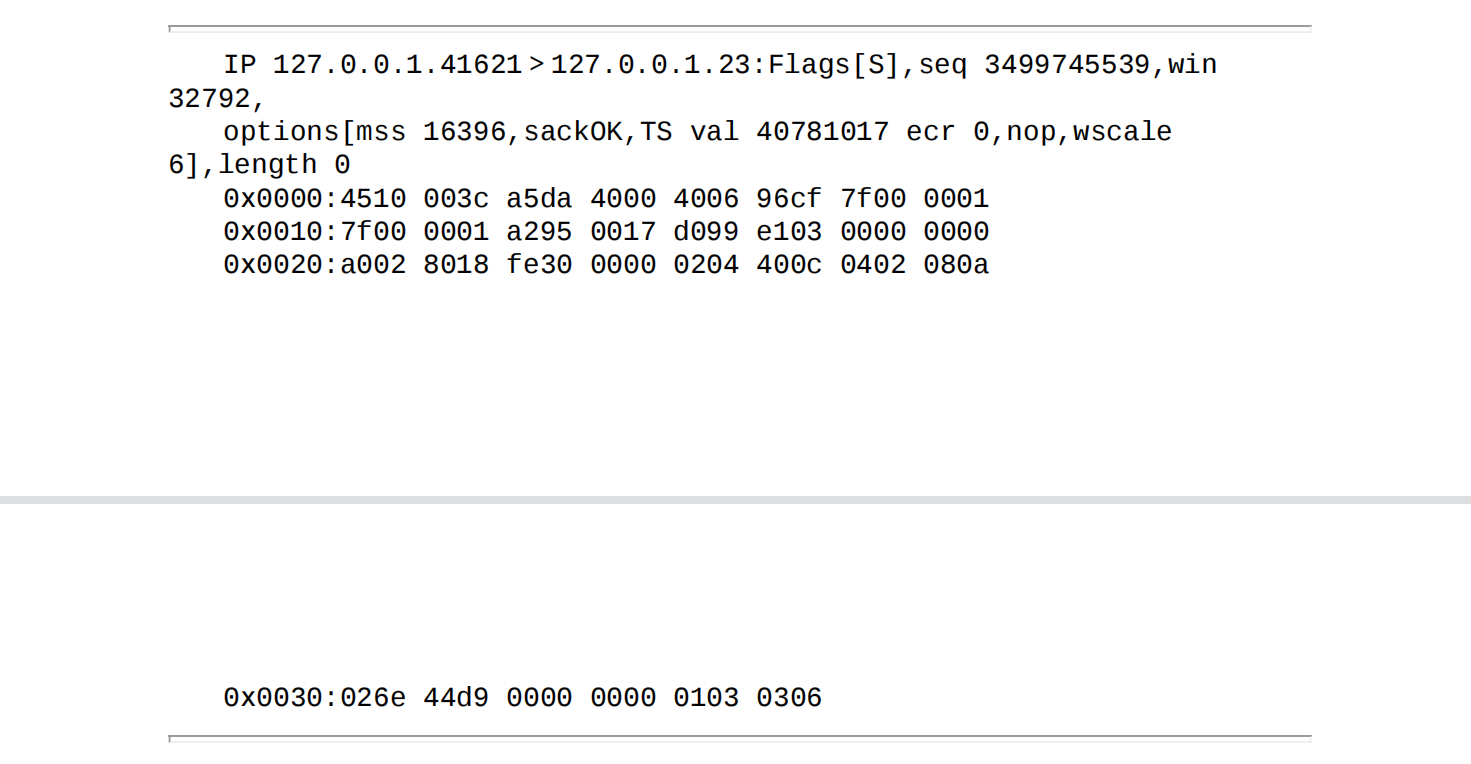 IP 127.0.0.1.41621>127.0.0.1.23:Flags[S],seq 3499745539,win
32792,
options[mss 16396,sackOK,TS val 40781017 ecr 0,nop,wscale
6],length 0
0x0000:4510 003c a5da 4000 4006 96cf 7f00 0001
0x0010:7f00 0001 a295 0017 d099 e103 0000 0000
0x0020:a002 8018 fe30 0000 0204 400c 0402 080a
0x0030:026e 44d9 0000 0000 0103 0306